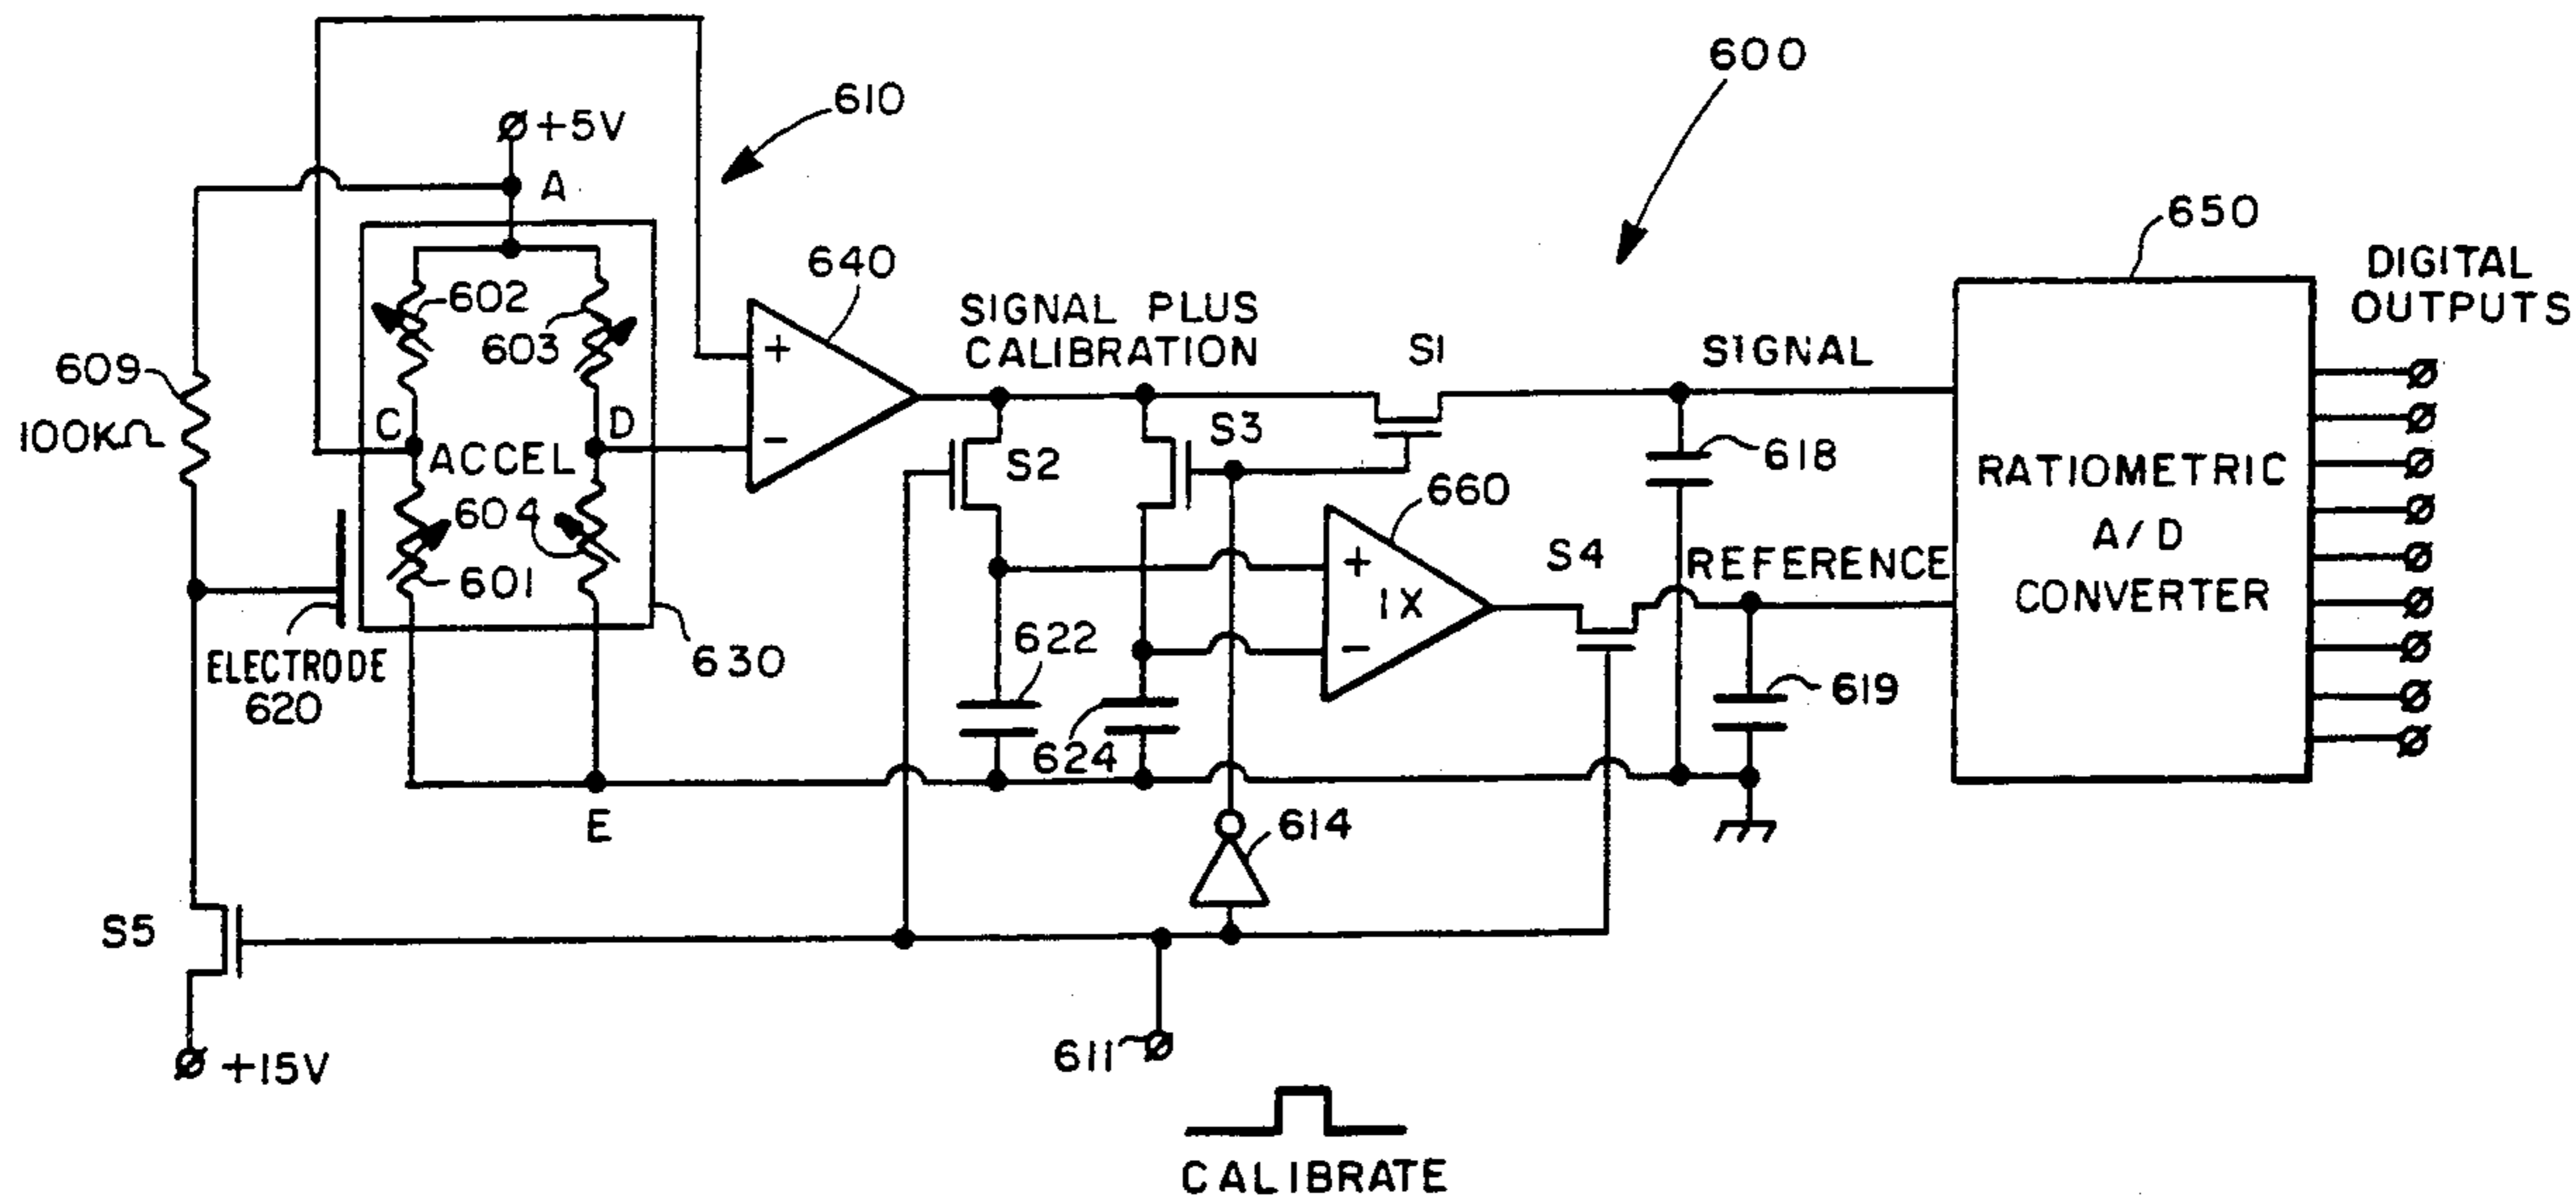 600
610
+5V
A
650
DIGITAL
OUTPUTS
640
602
603
SIGNAL PLUS
CALIBRATION
S1
SIGNAL
609
100KΩ
+
-
C
D
ACCEL
S2
S3
618
660
RATIOMETRIC
A/D
CONVERTER
604
601
+
1X
-
S4
REFERENCE
ELECTRODE
620
630
622
624
619
E
614
S5
+15V
611
CALIBRATE